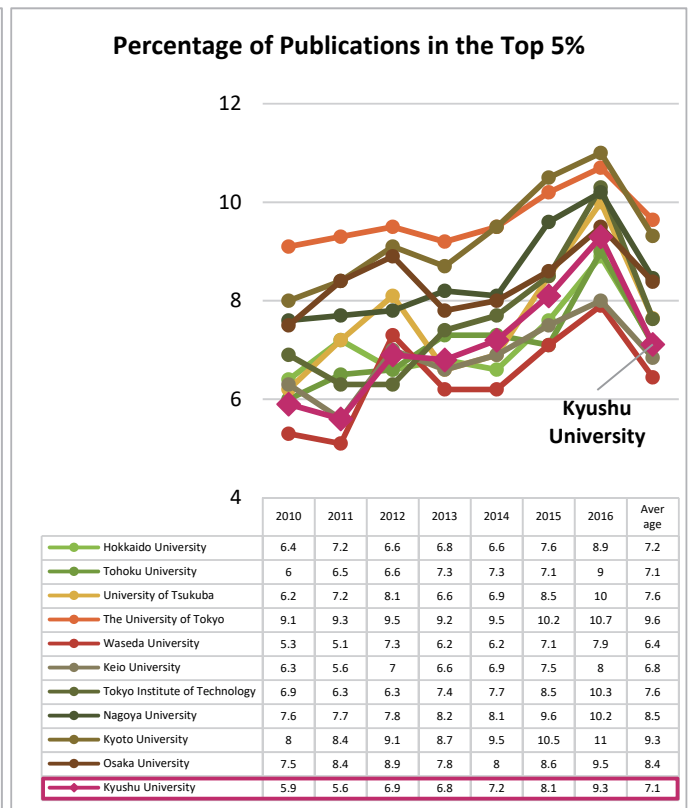 Percentage of Publications in the Top 5%
12
10
8
6
4
Kyushu
University
2010 2011 2012 2013 2014 2015 2016 Aver
age
Hokkaido University 6.4 7.2 6.6 6.8 6.6 7.6 8.9 7.2
Tohoku University 6 6.5 6.6 7.3 7.3 7.1 9 7.1
University of Tsukuba 6.2 7.2 8.1 6.6 6.9 8.5 10 7.6
The University of Tokyo 9.1 9.3 9.5 9.2 9.5 10.2 10.7 9.6
Waseda University 5.3 5.1 7.3 6.2 6.2 7.1 7.9 6.4
Keio University 6.3 5.6 7 6.6 6.9 7.5 8 6.8
Tokyo Institute of Technology 6.9 6.3 6.3 7.4 7.7 8.5 10.3 7.6
Nagoya University 7.6 7.7 7.8 8.2 8.1 9.6 10.2 8.5
Kyoto University 8 8.4 9.1 8.7 9.5 10.5 11 9.3
Osaka University 7.5 8.4 8.9 7.8 8 8.6 9.5 8.4
Kyushu University 5.9 5.6 6.9 6.8 7.2 8.1 9.3 7.1